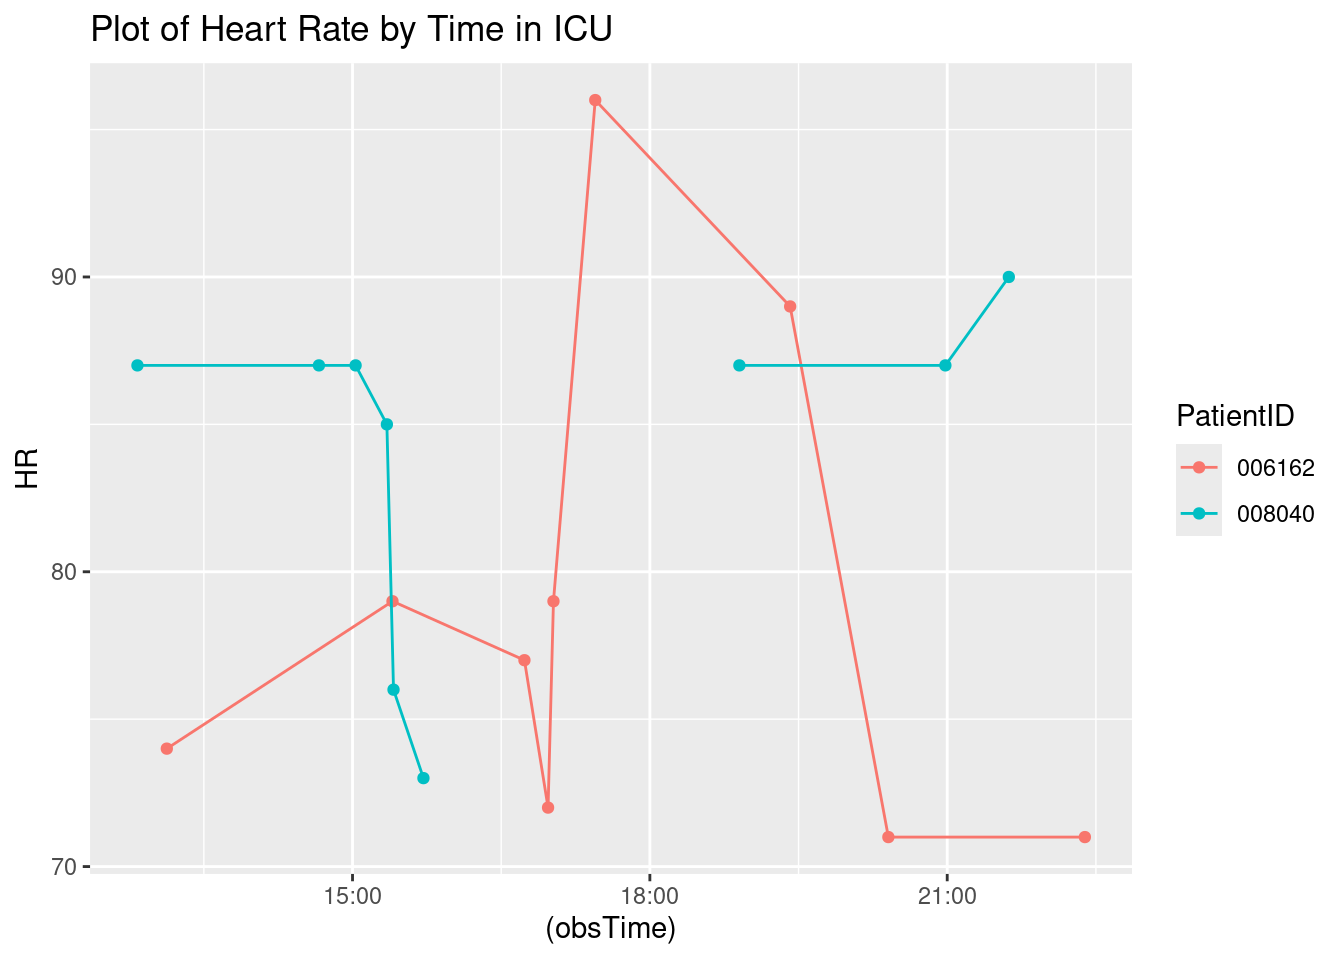 Plot of Heart Rate by Time in ICU
HR
90
80
70
15:00
18:00
21:00
(obsTime)
PatientID
006162
008040